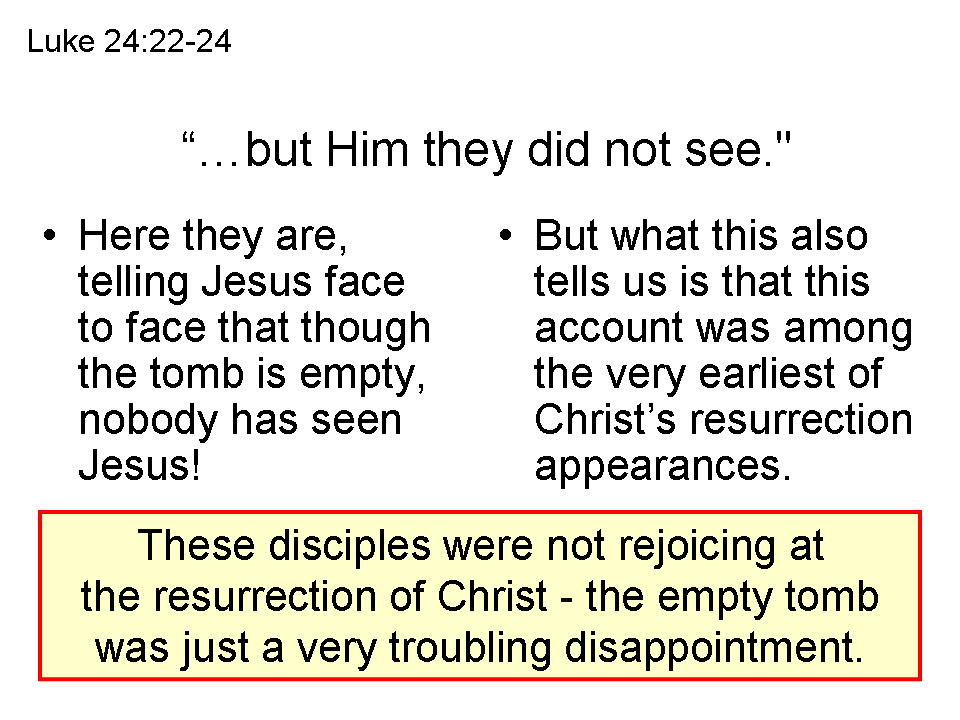 Luke 24:22-24
“…but Him they did not see."
• Here they are,
telling Jesus face
to face that though
the tomb is empty,
nobody has seen
Jesus!
• But what this also
tells us is that this
account was among
the very earliest of
Christ’s resurrection
appearances.
These disciples were not rejoicing at
the resurrection of Christ - the empty tomb
was just a very troubling disappointment.